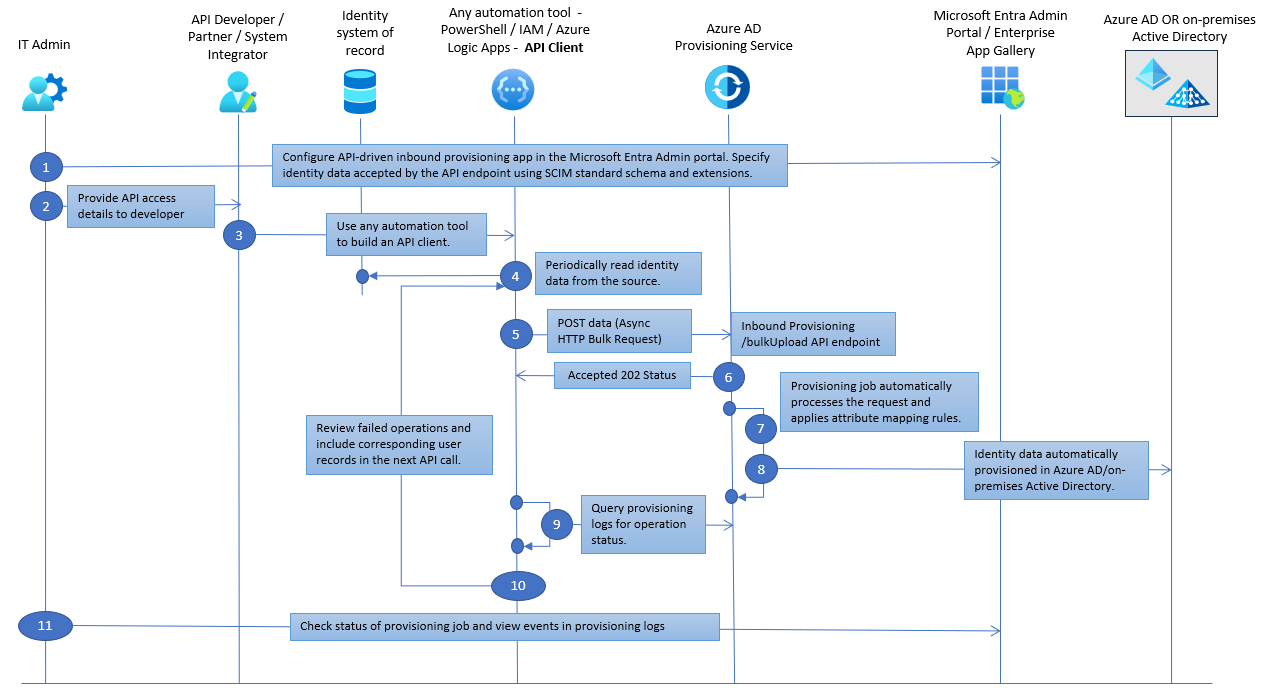 IT Admin
API Developer /
Partner / System
Integrator
Identity
system of
record
Any automation tool -
PowerShell / IAM / Azure
Logic Apps - API Client
Azure AD
Provisioning Service
Microsoft Entra Admin
Portal / Enterprise
App Gallery
Azure AD OR on-premises
Active Directory
1
Configure API-driven inbound provisioning app in the Microsoft Entra Admin portal. Specify
identity data accepted by the API endpoint using SCIM standard schema and extensions.
2
Provide API access
details to developer
3
Use any automation tool
to build an API client.
4
Periodically read identity
data from the source.
5
POST data (Async
HTTP Bulk Request)
Inbound Provisioning
/bulkUpload API endpoint
Accepted 202 Status
6
Provisioning job automatically
processes the request and
applies attribute mapping rules.
7
Review failed operations and
include corresponding user
records in the next API call.
8
Identity data automatically
provisioned in Azure AD/on-
premises Active Directory.
9
Query provisioning
logs for operation
status.
10
11
Check status of provisioning job and view events in provisioning logs